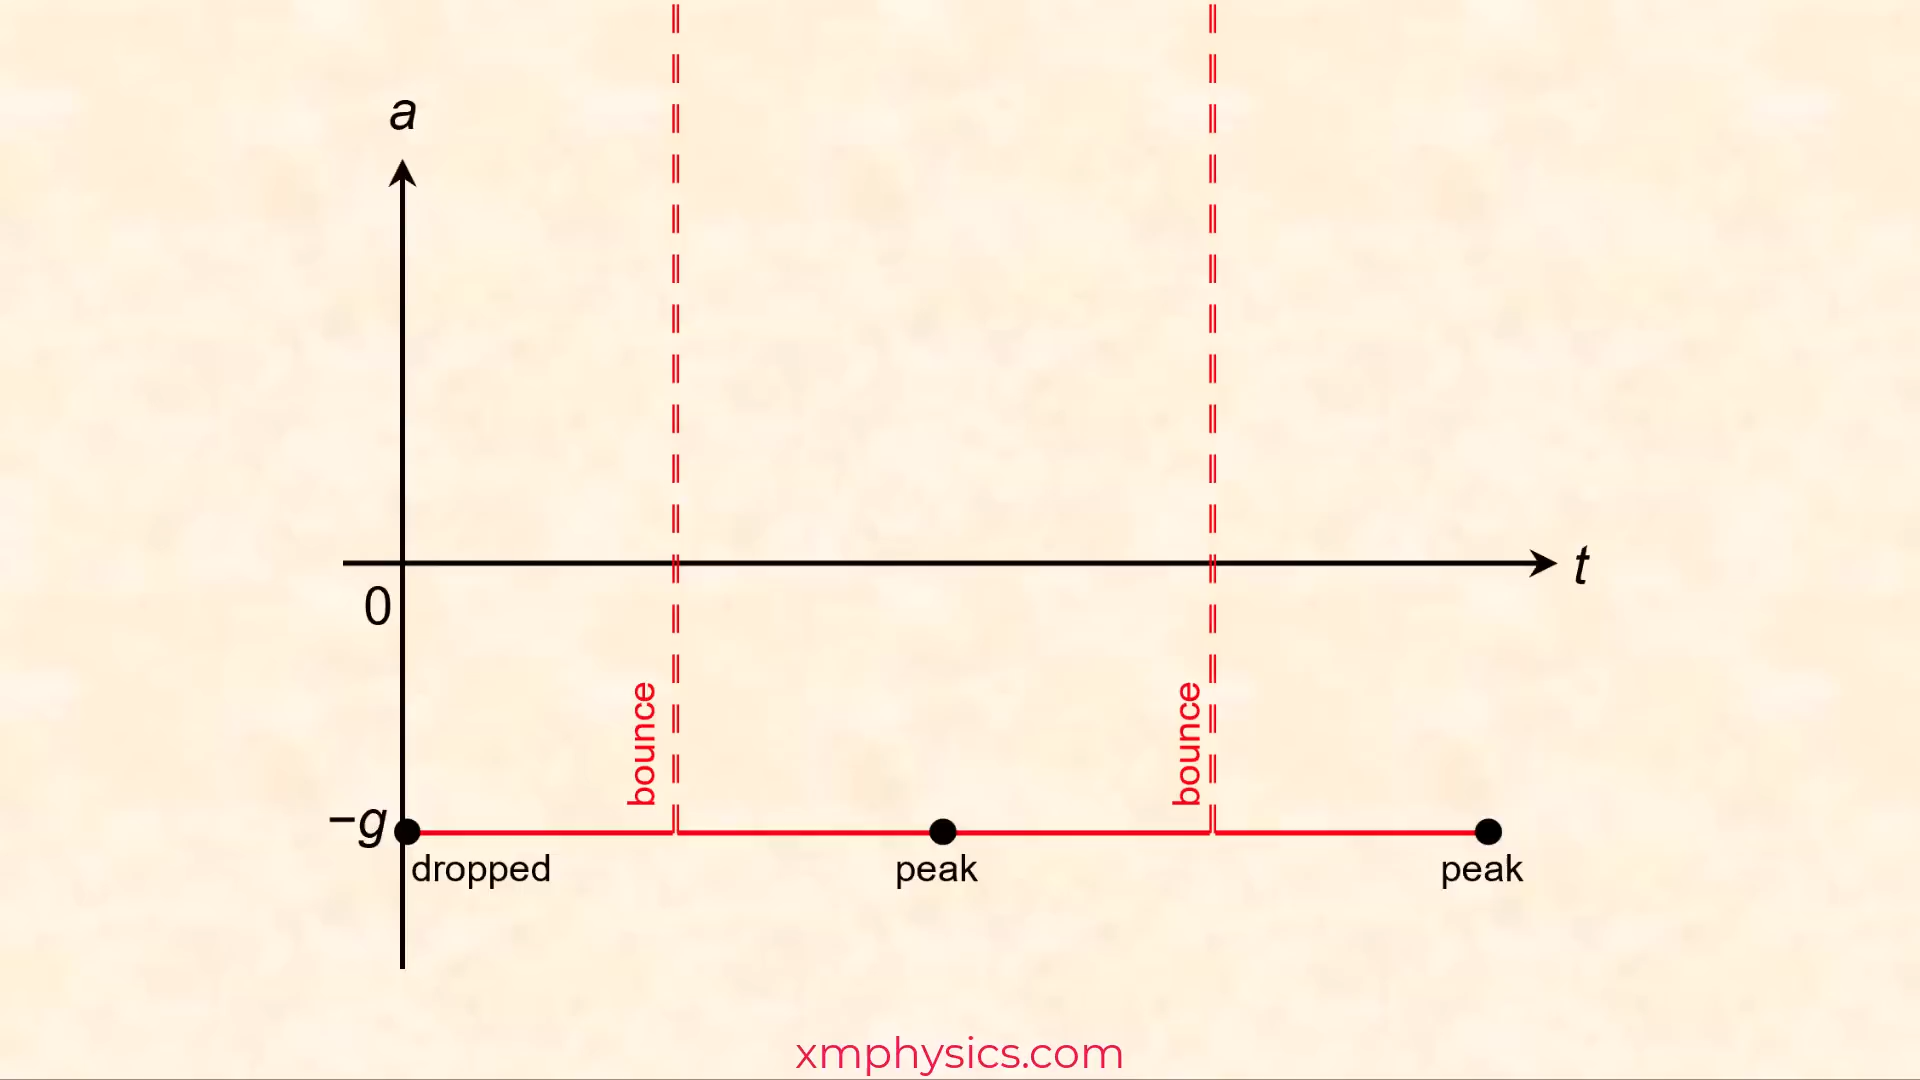 a
t
0
bounce
bounce
−g
dropped
peak
peak
xmphysics.com